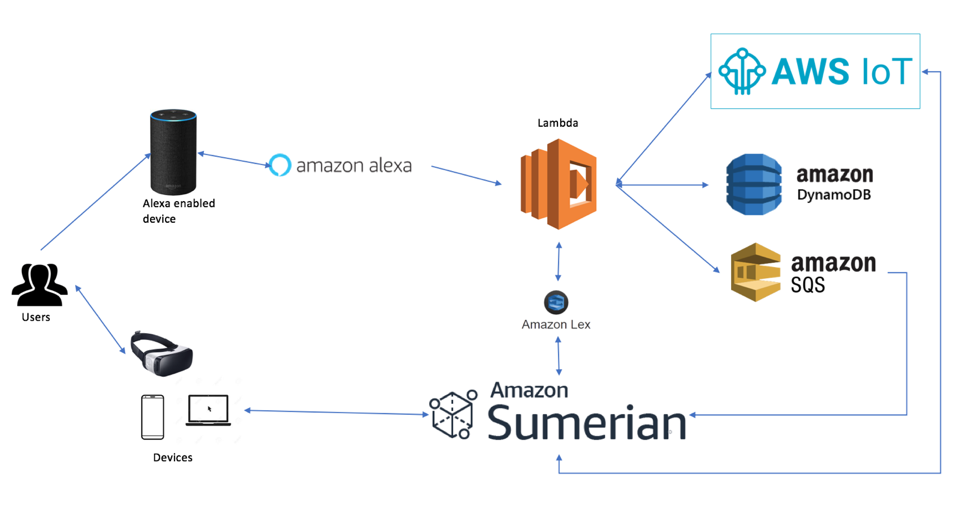 AWS IoT
Lambda
amazon alexa
amazon
DynamoDB
Alexa enabled
device
amazon
SQS
Users
Amazon Lex
Amazon
Sumerian
Devices